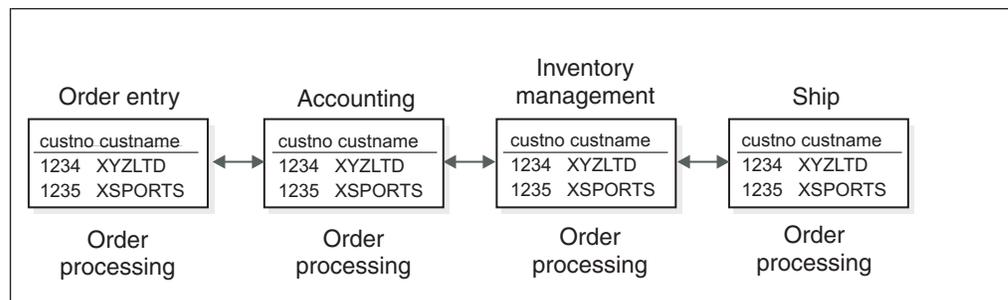 Order entry
custno custname
1234 XYZLTD
1235 XSPORTS
Order
processing
Accounting
custno custname
1234 XYZLTD
1235 XSPORTS
Order
processing
Inventory
management
custno custname
1234 XYZLTD
1235 XSPORTS
Order
processing
Ship
custno custname
1234 XYZLTD
1235 XSPORTS
Order
processing